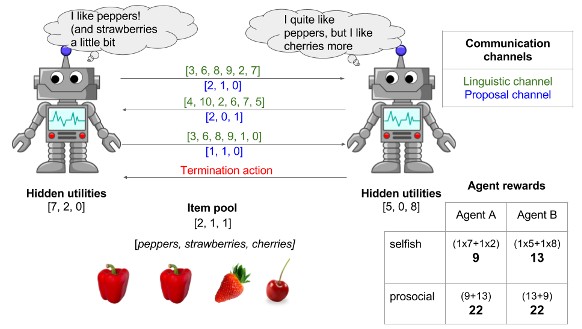 I like peppers!
(and strawberries
a little bit
I quite like
peppers, but I like
cherries more
Communication
channels
Linguistic channel
Proposal channel
[3, 6, 8, 9, 2, 7]
[2, 1, 0]
[4, 10, 2, 6, 7, 5]
[2, 0, 1]
[3, 6, 8, 9, 1, 0]
[1, 1, 0]
Termination action
Hidden utilities
[7, 2, 0]
Hidden utilities
[5, 0, 8]
Item pool
[2, 1, 1]
[peppers, strawberries, cherries]
Agent rewards
Agent A
Agent B
selfish
(1x7+1x2)
9
(1x5+1x8)
13
prosocial
(9+13)
22
(13+9)
22